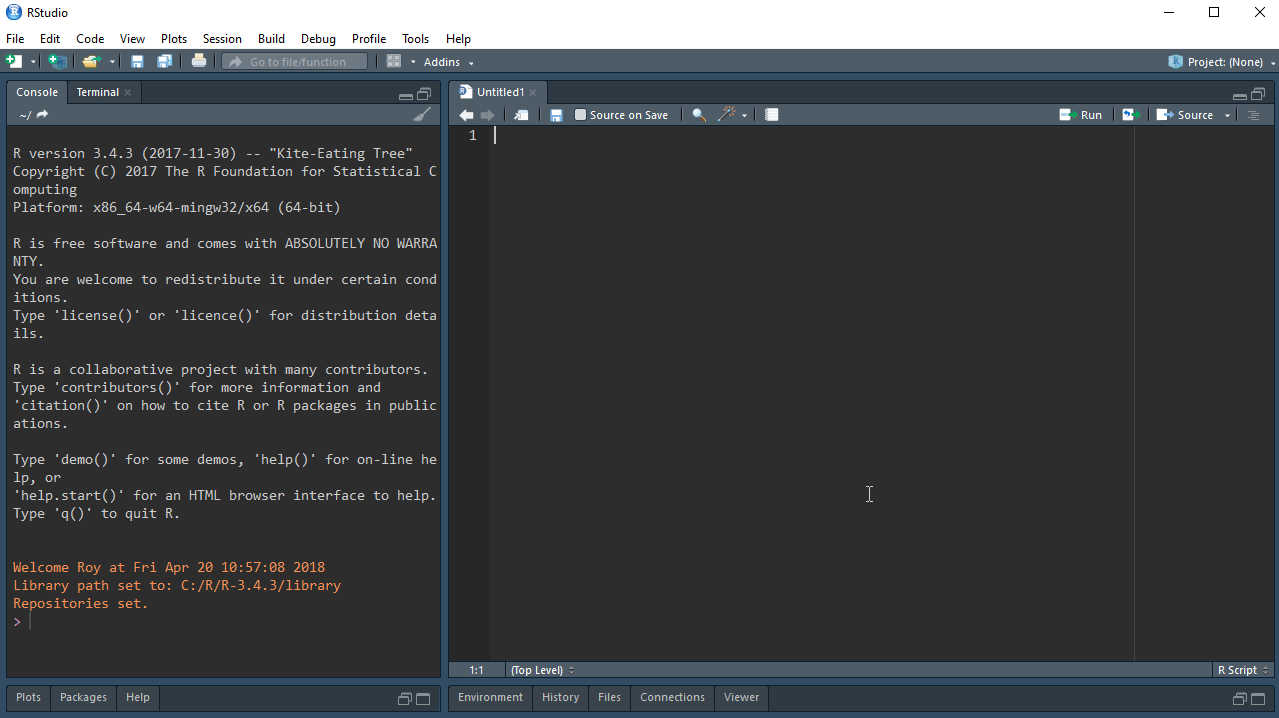 RStudio
File Edit Code View Plots Session Build Debug Profile Tools Help
Go to file/function Addins Project: (None)
Console Terminal
~/
R version 3.4.3 (2017-11-30) -- "Kite-Eating Tree"
Copyright (C) 2017 The R Foundation for Statistical C
omputing
Platform: x86_64-w64-mingw32/x64 (64-bit)
R is free software and comes with ABSOLUTELY NO WARRA
NTY.
You are welcome to redistribute it under certain cond
itions.
Type 'license()' or 'licence()' for distribution deta
ils.
R is a collaborative project with many contributors.
Type 'contributors()' for more information and
'citation()' on how to cite R or R packages in public
ations.
Type 'demo()' for some demos, 'help()' for on-line he
lp, or
'help.start()' for an HTML browser interface to help.
Type 'q()' to quit R.
Welcome Roy at Fri Apr 20 10:57:08 2018
Library path set to: C:/R/R-3.4.3/library
Repositories set.
>
Untitled1
Source on Save Run Source
1
1:1 (Top Level) R Script
Plots Packages Help
Environment History Files Connections Viewer